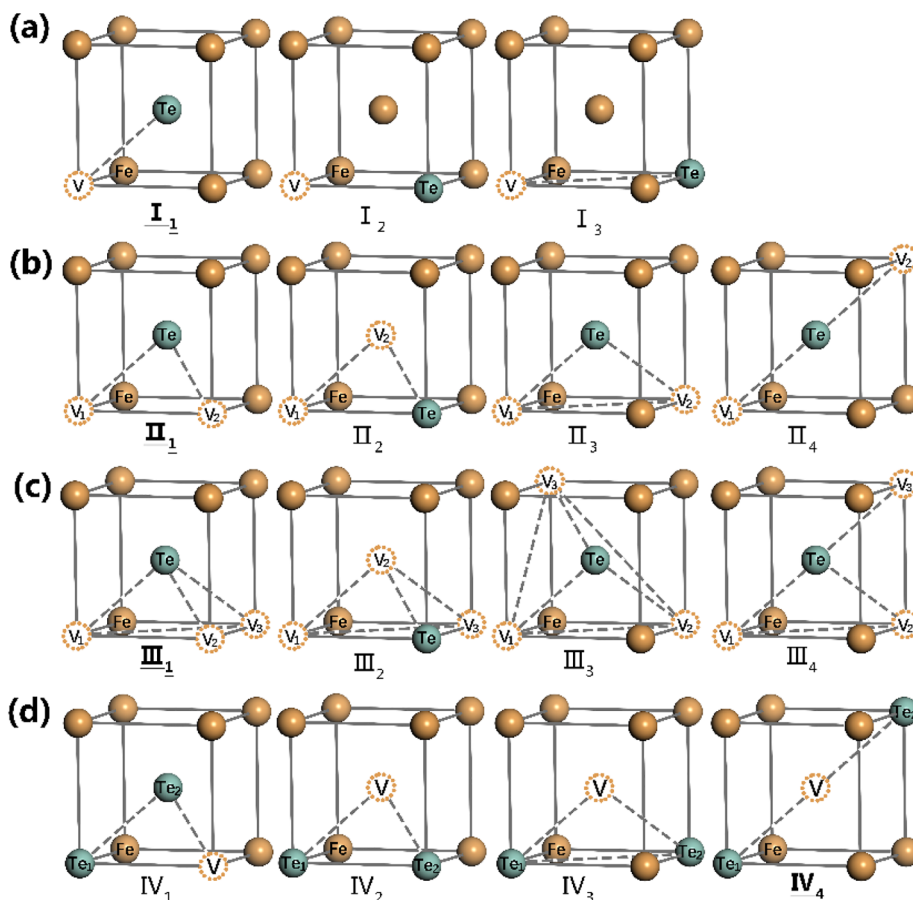 (a)
Te
V Fe V Fe Te V Fe Te
I1 I2 I3
(b)
Te V2 Te Te V2
V1 Fe V2 V1 Fe Te V1 Fe V2 V1 Fe
II1 II2 II3 II4
(c)
Te V2 V3 Te Te V3
V1 Fe V2 V3 V1 Fe Te V3 V1 Fe V2 V1 Fe V2
III1 III2 III3 III4
(d)
Te2 V V V
Te1 Fe V Te1 Fe Te2 Te1 Fe Te2 Te1 Fe
IV1 IV2 IV3 IV4